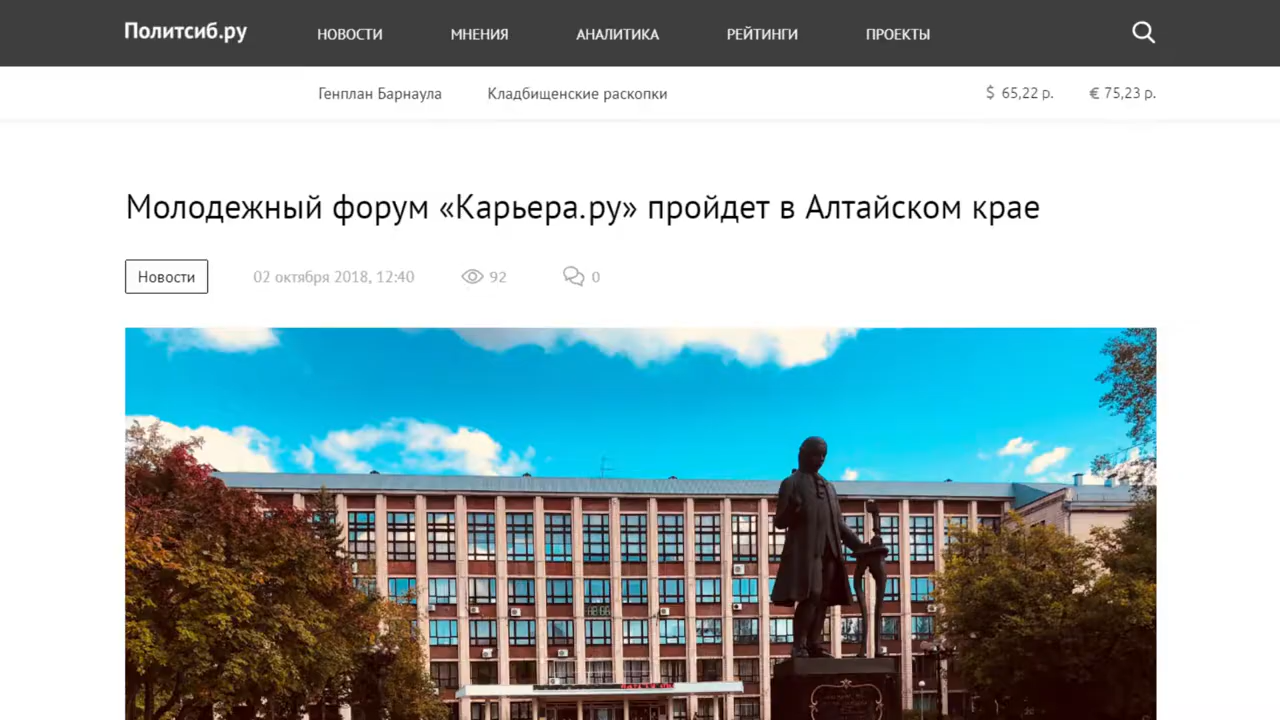 Политсиб.ру
НОВОСТИ
МНЕНИЯ
АНАЛИТИКА
РЕЙТИНГИ
ПРОЕКТЫ
Генплан Барнаула
Кладбищенские раскопки
$ 65,22 р.
€ 75,23 р.
Молодежный форум «Карьера.ру» пройдет в Алтайском крае
Новости
02 октября 2018, 12:40
92
0